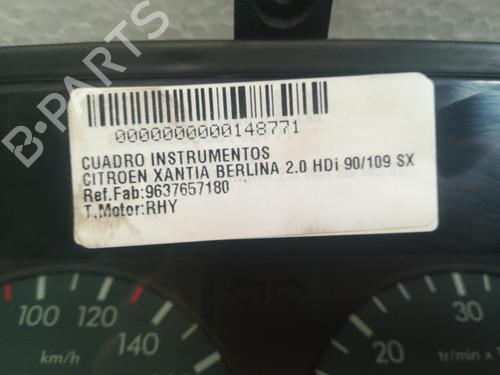 B-PARTS
0000000000148771
CUADRO INSTRUMENTOS
CITROEN XANTIA BERLINA 2.0 HDi 90/109 SX
Ref.Fab:9637657180
T.Motor:RHY
100 120 140
km/h
20 30
tr/min x